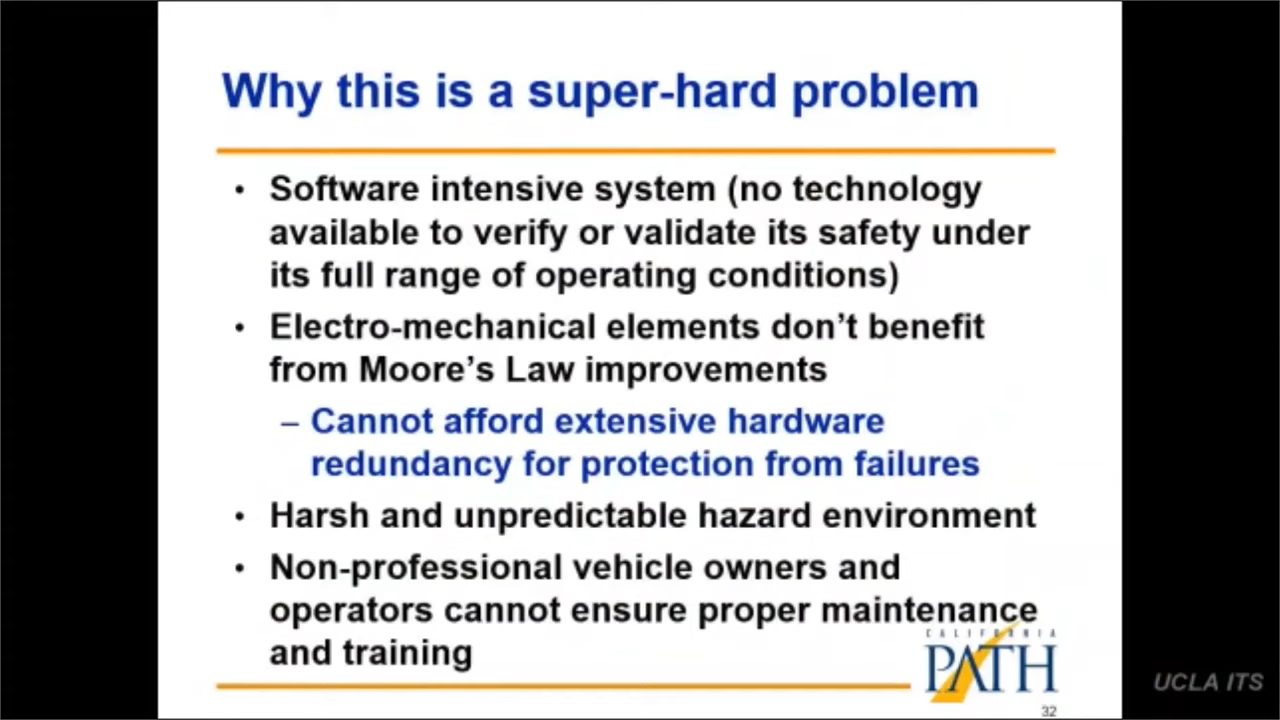 Why this is a super-hard problem
• Software intensive system (no technology
available to verify or validate its safety under
its full range of operating conditions)
• Electro-mechanical elements don't benefit
from Moore's Law improvements
– Cannot afford extensive hardware
redundancy for protection from failures
• Harsh and unpredictable hazard environment
• Non-professional vehicle owners and
operators cannot ensure proper maintenance
and training
CALIFORNIA
PATH
UCLA ITS
32